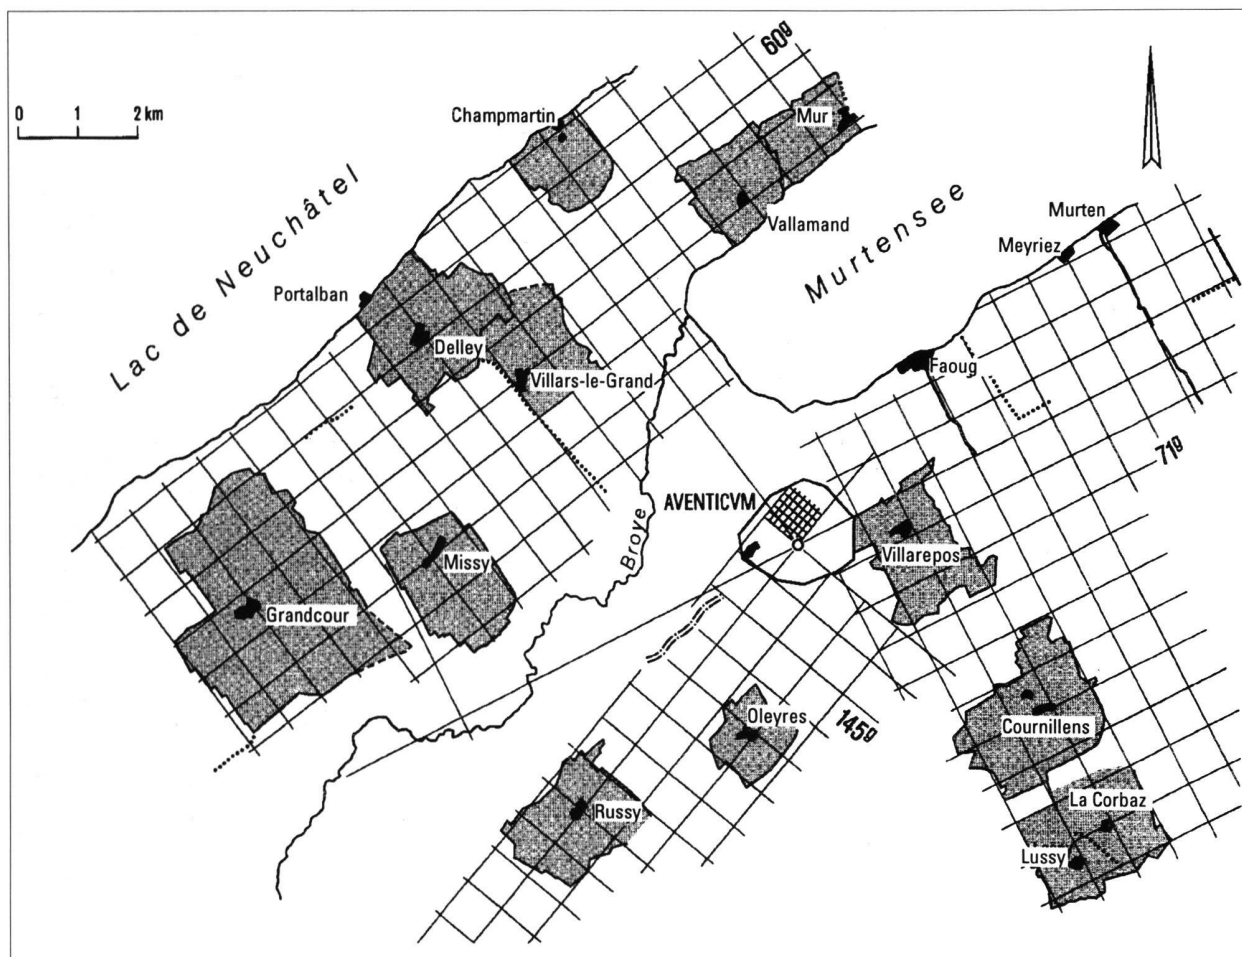 60g
0 1 2 km
Champmartin
Mur
Lac de Neuchâtel
Vallamand
Murtensee
Murten
Meyriez
Portalban
Delley
Villars-le-Grand
Faoug
71g
AVENTICVM
Broye
Villarepos
Missy
Grandcour
Oleyres
145g
Cournillens
Russy
La Corbaz
Lussy